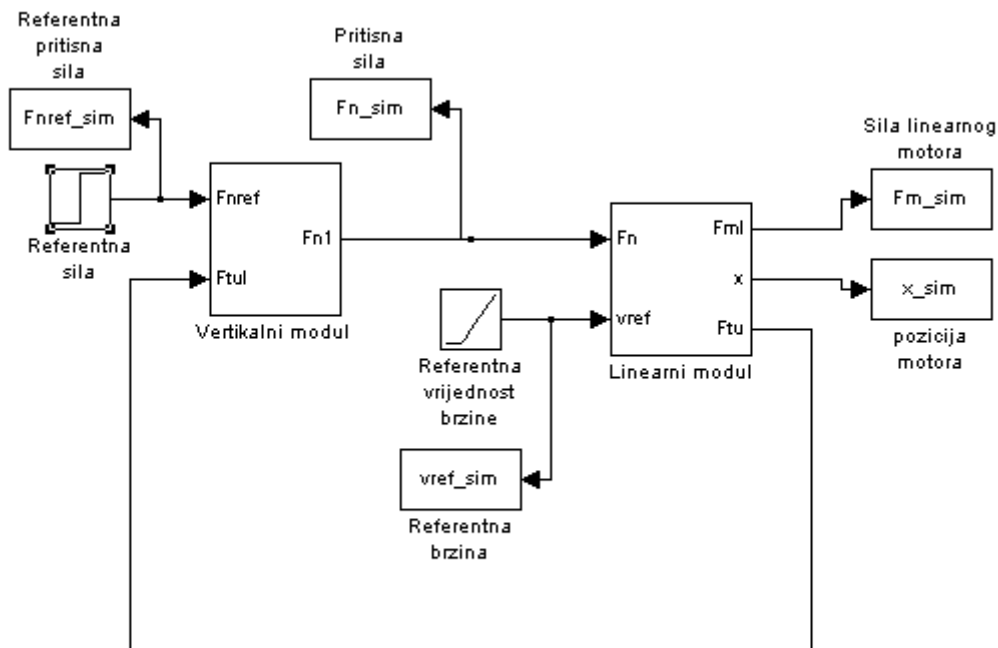 Referentna
pritisna
sila
Fnref_sim
Referentna
sila
Fnref
Ftul
Fn1
Vertikalni modul
Pritisna
sila
Fn_sim
Referentna
vrijednost
brzine
vref_sim
Referentna
brzina
Fn
vref
Fml
x
Ftu
Linearni modul
Sila linearnog
motora
Fm_sim
x_sim
pozicija
motora